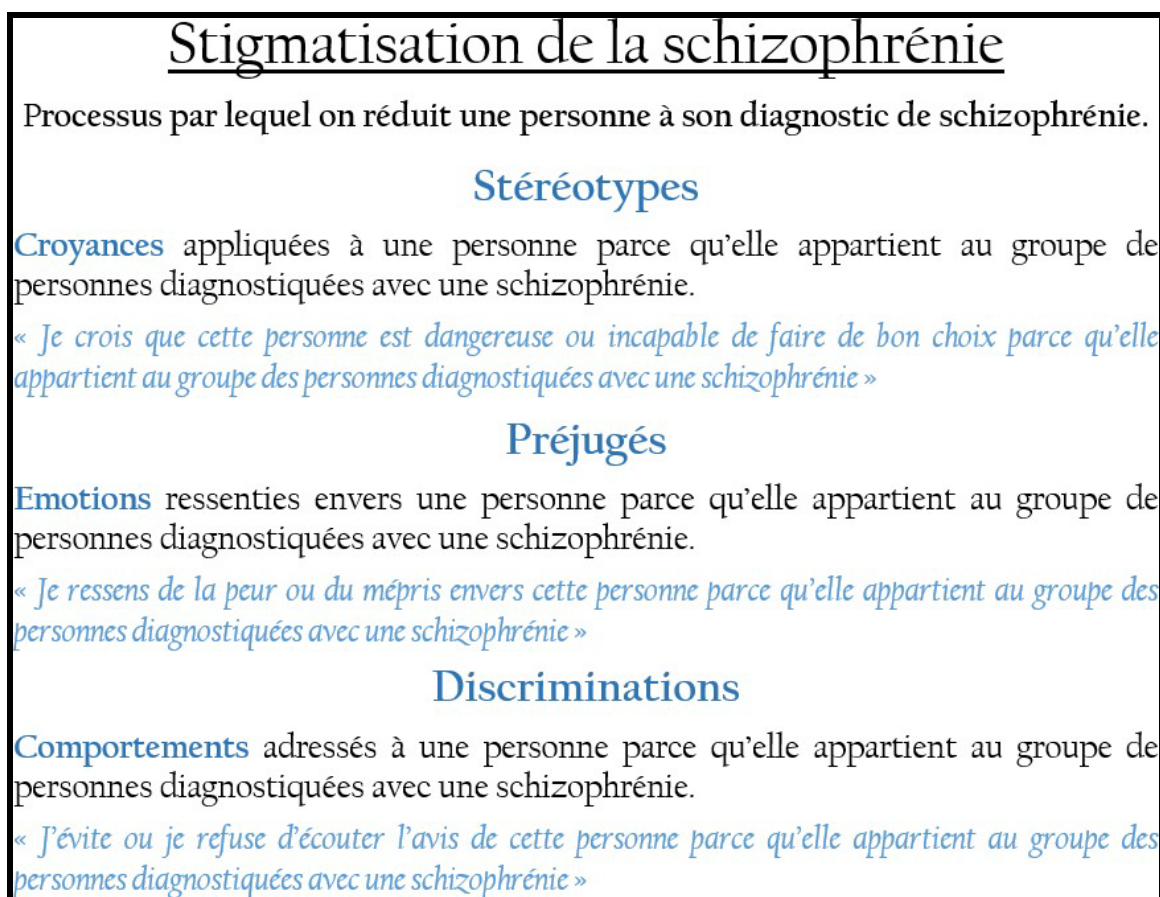 Stigmatisation de la schizophrénie
Processus par lequel on réduit une personne à son diagnostic de schizophrénie.
Stéréotypes
Croyances appliquées à une personne parce qu'elle appartient au groupe de
personnes diagnostiquées avec une schizophrénie.
« Je crois que cette personne est dangereuse ou incapable de faire de bon choix parce qu'elle
appartient au groupe des personnes diagnostiquées avec une schizophrénie »
Préjugés
Emotions ressenties envers une personne parce qu'elle appartient au groupe de
personnes diagnostiquées avec une schizophrénie.
« Je ressens de la peur ou du mépris envers cette personne parce qu'elle appartient au groupe des
personnes diagnostiquées avec une schizophrénie »
Discriminations
Comportements adressés à une personne parce qu'elle appartient au groupe de
personnes diagnostiquées avec une schizophrénie.
« J'évite ou je refuse d'écouter l'avis de cette personne parce qu'elle appartient au groupe des
personnes diagnostiquées avec une schizophrénie »